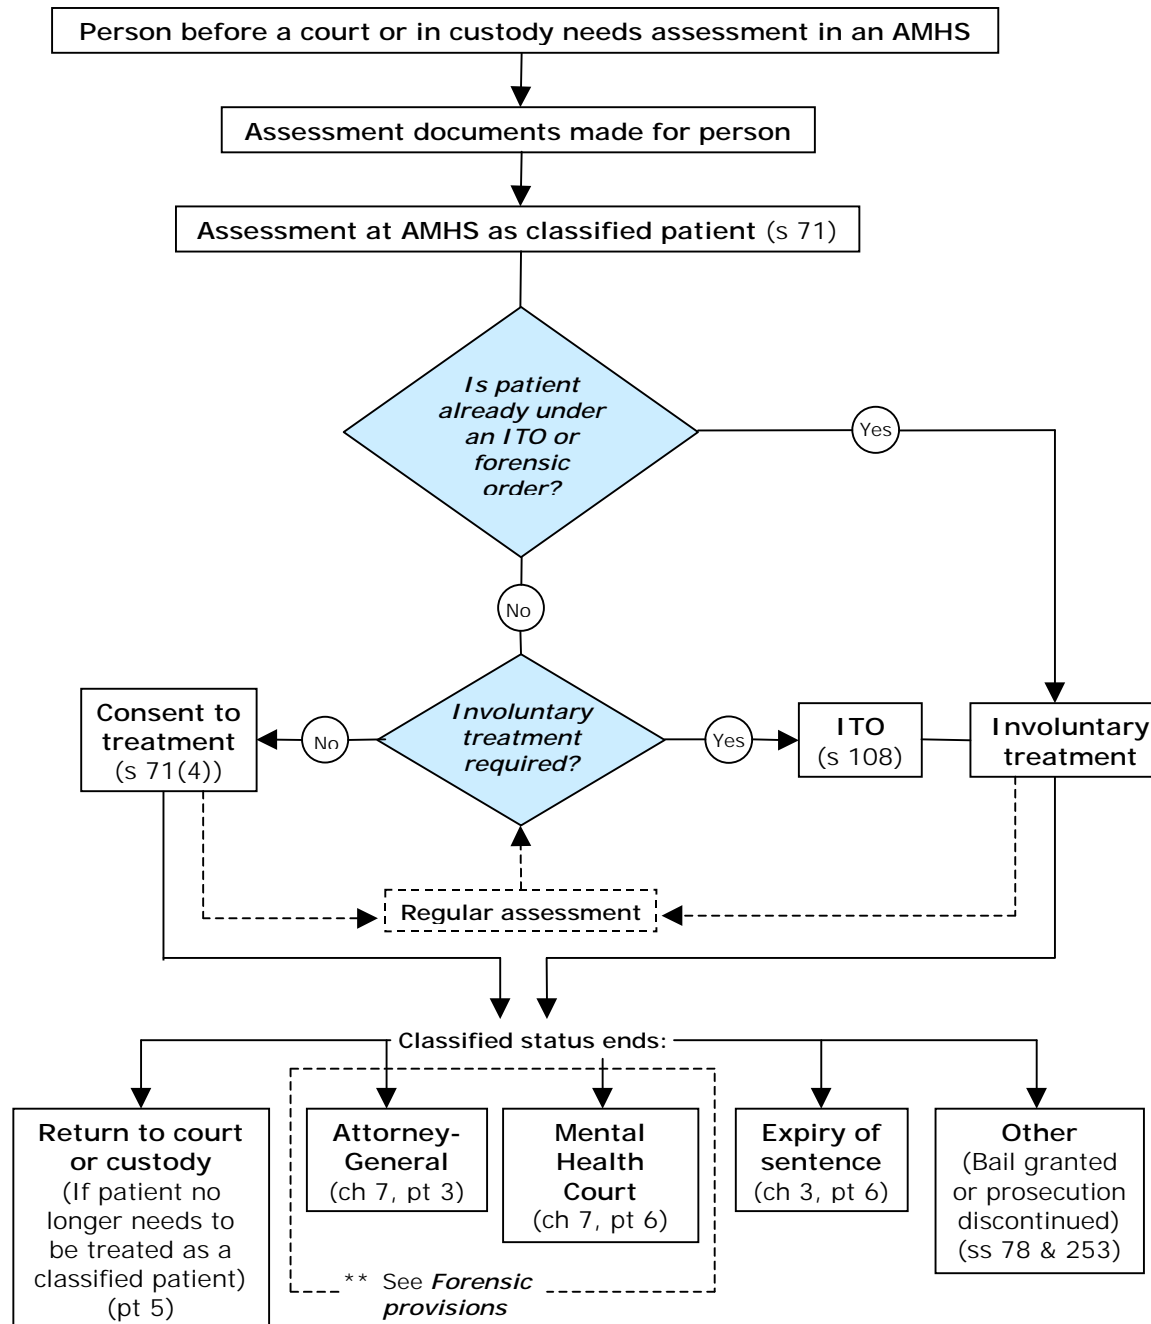 Person before a court or in custody needs assessment in an AMHS
Assessment documents made for person
Assessment at AMHS as classified patient (s 71)
Is patient
already under
an ITO or
forensic
order?
Yes
No
Consent to
treatment
(s 71(4))
No
Involuntary
treatment
required?
Yes
ITO
(s 108)
Involuntary
treatment
Regular assessment
Classified status ends:
Return to court
or custody
(If patient no
longer needs to
be treated as a
classified patient)
(pt 5)
Attorney-
General
(ch 7, pt 3)
Mental
Health
Court
(ch 7, pt 6)
Expiry of
sentence
(ch 3, pt 6)
Other
(Bail granted
or prosecution
discontinued)
(ss 78 & 253)
** See Forensic
provisions